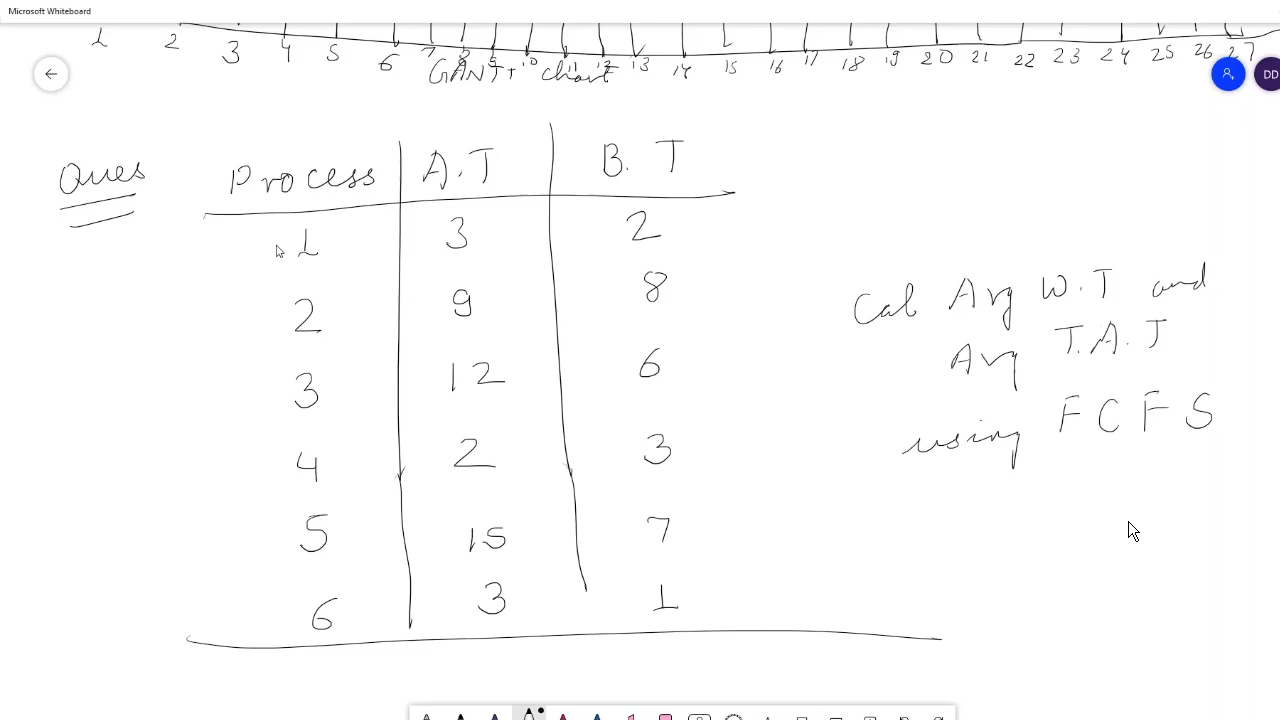 Microsoft Whiteboard
1 2 3 4 5 6 7 8 9 10 11 12 13 14 15 16 17 18 19 20 21 22 23 24 25 26 27
GANTT chart
DD
Ques Process A.T B.T
1 3 2
2 9 8
3 12 6
4 2 3
5 15 7
6 3 1
Cal Avg W.T and
Avg T.A.T
using FCFS